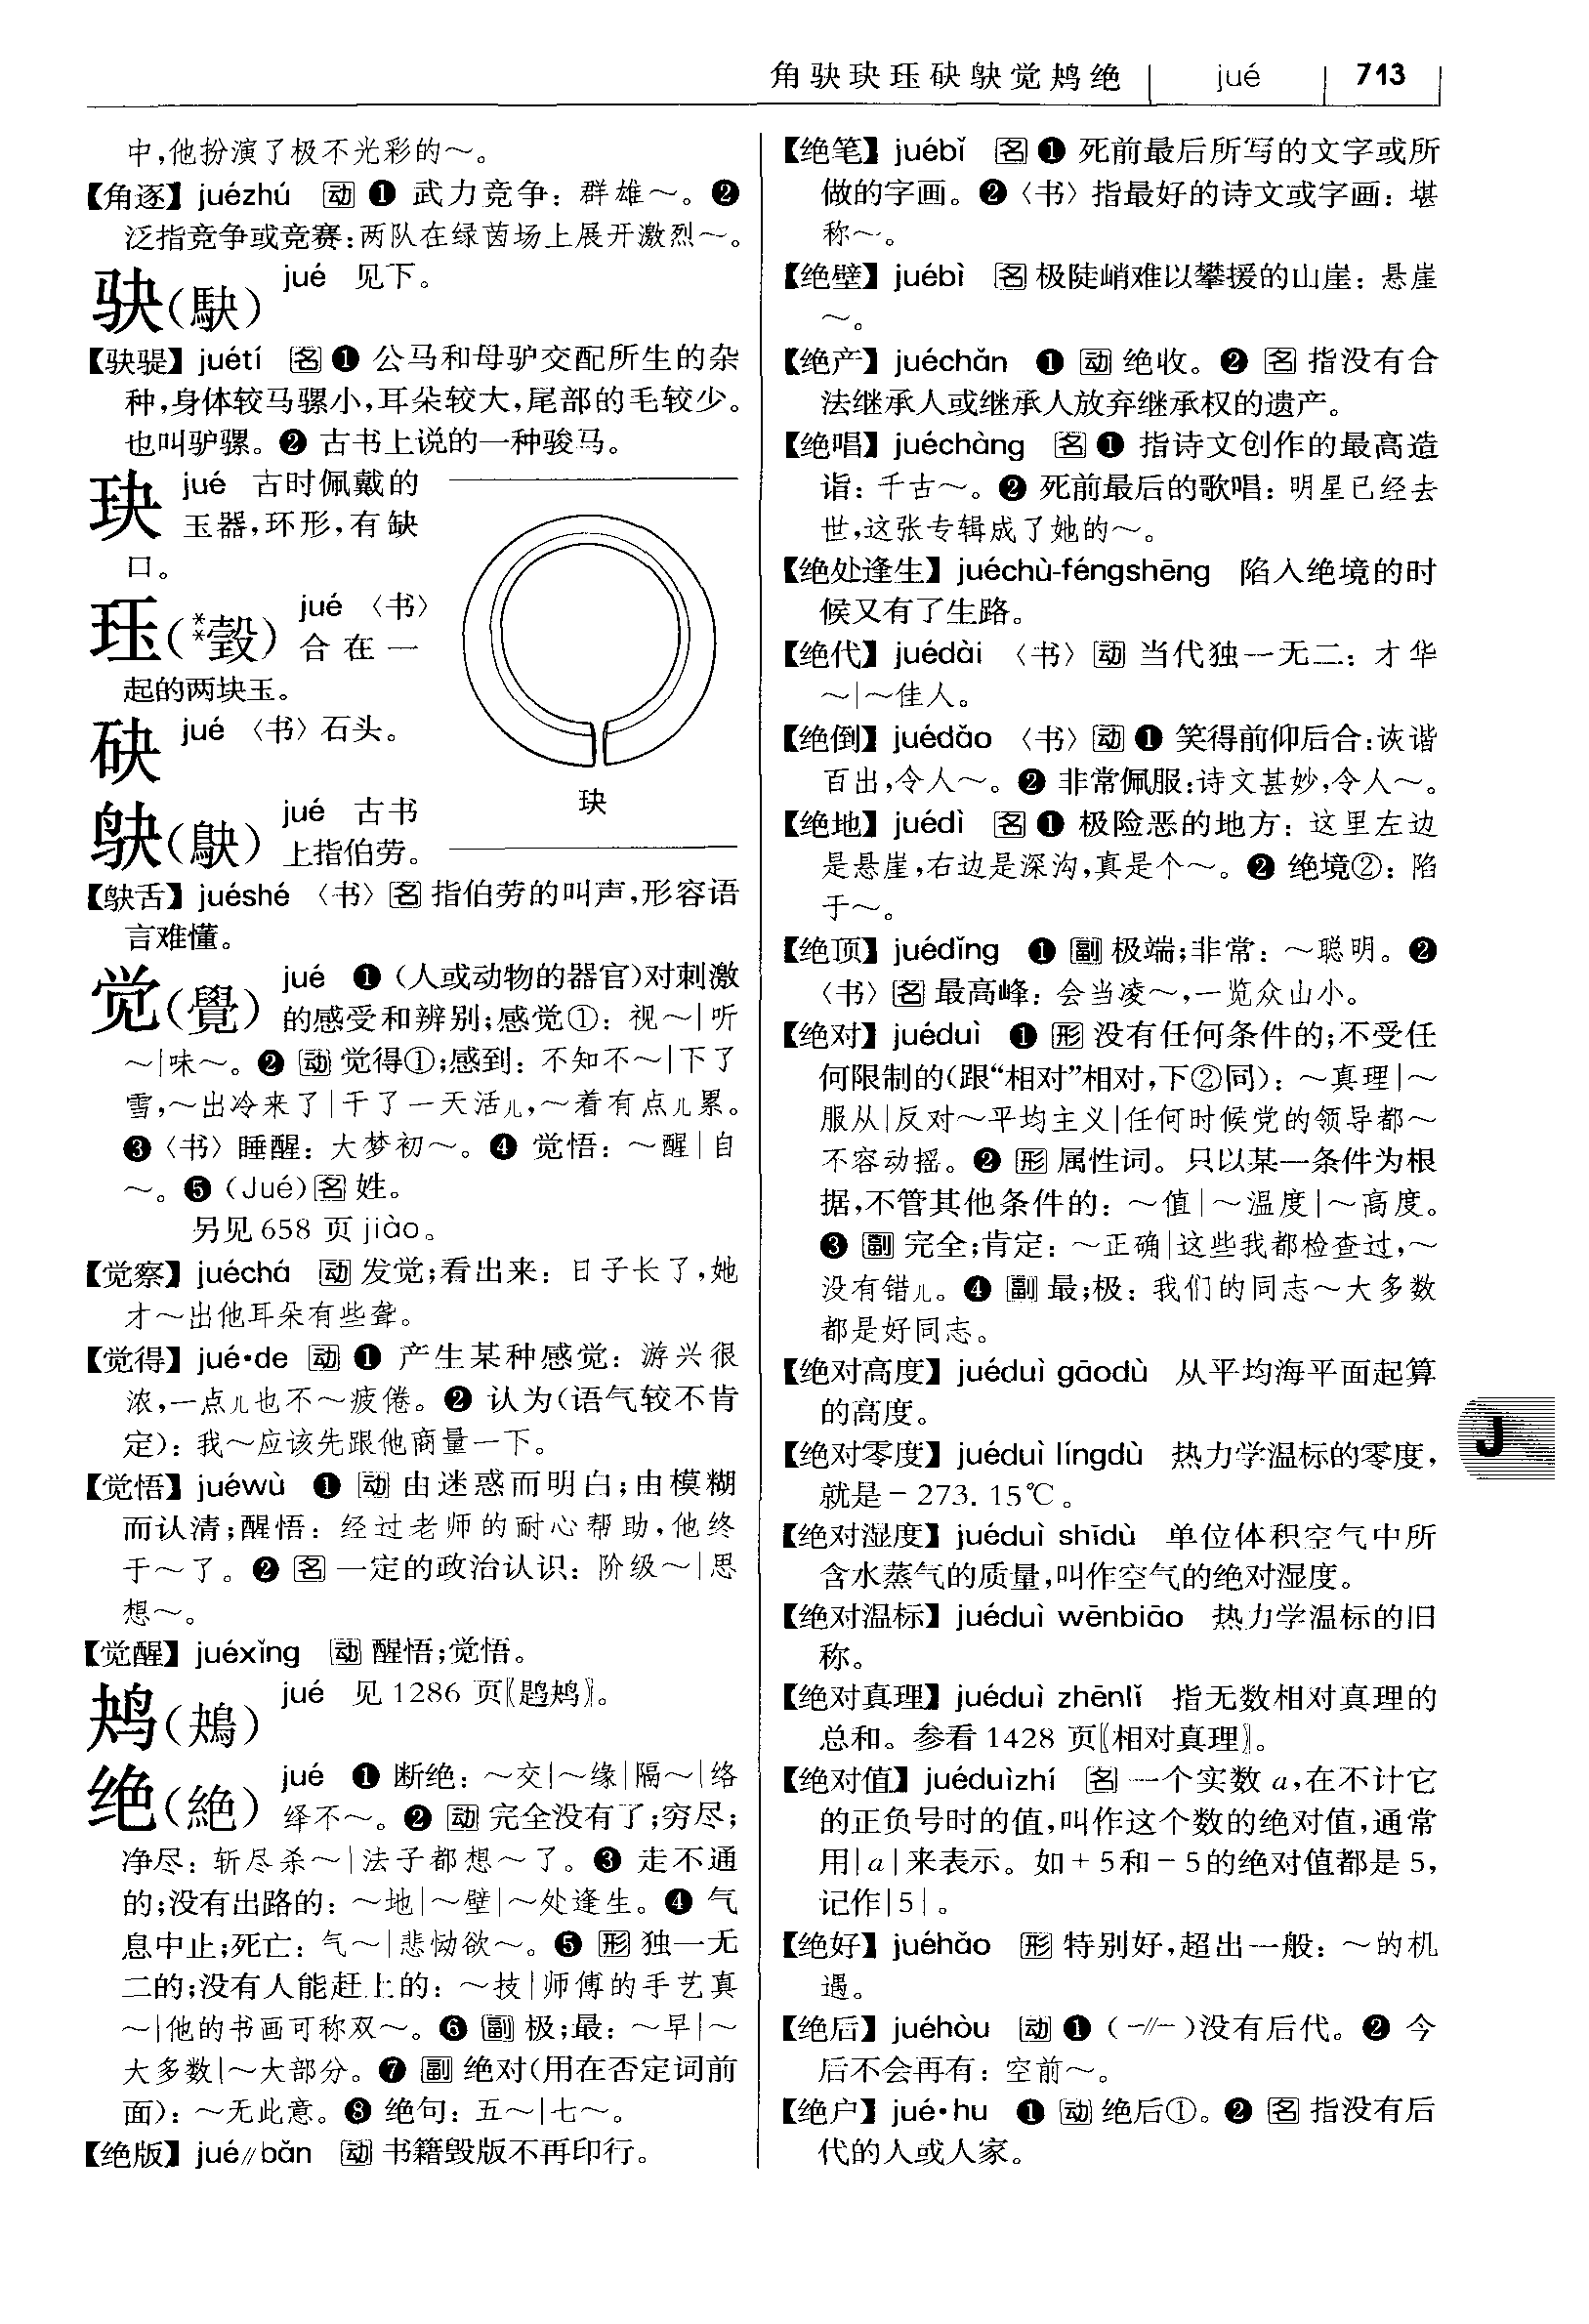 角 𫘝 玦 珏 砄 𫛞 觉 鸩 绝 | jué | 713
中,他扮演了极不光彩的～。
【角逐】 juézhú 动 ❶ 武力竞争：群雄～。❷
泛指竞争或竞赛：两队在绿茵场上展开激烈～。
𫘝(駃) jué 见下。
【𫘝騠】 juétí 名 ❶ 公马和母驴交配所生的杂
种,身体较马骡小,耳朵较大,尾部的毛较少。
也叫驴骡。❷ 古书上说的一种骏马。
玦 jué 古时佩戴的
玉器,环形,有缺
口。
珏(**瑴) jué 〈书〉
合在一
起的两块玉。
砄 jué 〈书〉石头。
𫛞(鴃) jué 古书
上指伯劳。
玦
【𫛞舌】 juéshé 〈书〉名 指伯劳的叫声,形容语
言难懂。
觉(覺) jué ❶ (人或动物的器官)对刺激
的感受和辨别;感觉①：视～|听
～|味～。❷ 动 觉得①;感到：不知不～|下了
雪,～出冷来了|干了一天活儿,～着有点儿累。
❸〈书〉睡醒：大梦初～。❹ 觉悟：～醒|自
～。❺ (Jué)名 姓。
另见 658 页 jiào。
【觉察】 juéchá 动 发觉;看出来：日子长了,她
才～出他耳朵有些聋。
【觉得】 jué·de 动 ❶ 产生某种感觉：游兴很
浓,一点儿也不～疲倦。❷ 认为(语气较不肯
定)：我～应该先跟他商量一下。
【觉悟】 juéwù ❶ 动 由迷惑而明白;由模糊
而认清;醒悟：经过老师的耐心帮助,他终
于～了。❷ 名 一定的政治认识：阶级～|思
想～。
【觉醒】 juéxǐng 动 醒悟;觉悟。
jué 见 1286 页
绝(絶) jué ❶ 断绝：～交|～缘|隔～|络
绎不～。❷ 动 完全没有了;穷尽;
净尽：斩尽杀～|法子都想～了。❸ 走不通
的;没有出路的：～地|～壁|～处逢生。❹ 气
息中止;死亡：气～|悲恸欲～。❺ 形 独一无
二的;没有人能赶上的：～技|师傅的手艺真
～|他的书画可称双～。❻ 副 极;最：～早|～
大多数|～大部分。❼ 副 绝对(用在否定词前
面)：～无此意。❽ 绝句：五～|七～。
【绝版】 jué∥bǎn 动 书籍毁版不再印行。
【绝笔】 juébǐ 名 ❶ 死前最后所写的文字或所
做的字画。❷〈书〉指最好的诗文或字画：堪
称～。
【绝壁】 juébì 名 极陡峭难以攀援的山崖：悬崖
～。
【绝产】 juéchǎn ❶ 动 绝收。❷ 名 指没有合
法继承人或继承人放弃继承权的遗产。
【绝唱】 juéchàng 名 ❶ 指诗文创作的最高造
诣：千古～。❷ 死前最后的歌唱：明星已经去
世,这张专辑成了她的～。
【绝处逢生】 juéchù-féngshēng 陷入绝境的时
候又有了生路。
【绝代】 juédài 〈书〉动 当代独一无二：才华
～|～佳人。
【绝倒】 juédǎo 〈书〉动 ❶ 笑得前仰后合：诙谐
百出,令人～。❷ 非常佩服：诗文甚妙,令人～。
【绝地】 juédì 名 ❶ 极险恶的地方：这里左边
是悬崖,右边是深沟,真是个～。❷ 绝境②：陷
于～。
【绝顶】 juédǐng ❶ 副 极端;非常：～聪明。❷
〈书〉名 最高峰：会当凌～,一览众山小。
【绝对】 juéduì ❶ 形 没有任何条件的;不受任
何限制的(跟“相对”相对,下②同)：～真理|～
服从|反对～平均主义|任何时候党的领导都～
不容动摇。❷ 形 属性词。只以某一条件为根
据,不管其他条件的：～值|～温度|～高度。
❸ 副 完全;肯定：～正确|这些我都检查过,～
没有错儿。❹ 副 最;极：我们的同志～大多数
都是好同志。
【绝对高度】 juéduì gāodù 从平均海平面起算
的高度。
【绝对零度】 juéduì língdù 热力学温标的零度,
就是－273.15℃。
【绝对湿度】 juéduì shīdù 单位体积空气中所
含水蒸气的质量,叫作空气的绝对湿度。
【绝对温标】 juéduì wēnbiāo 热力学温标的旧
称。
【绝对真理】 juéduì zhēnlǐ 指无数相对真理的
总和。参看 1428 页〖相对真理〗。
【绝对值】 juéduìzhí 名 一个实数 a,在不计它
的正负号时的值,叫作这个数的绝对值,通常
用|a|来表示。如＋5和－5的绝对值都是 5,
记作|5|。
【绝好】 juéhǎo 形 特别好,超出一般：～的机
遇。
【绝后】 juéhòu 动 ❶ (－∥－)没有后代。❷ 今
后不会再有：空前～。
【绝户】 jué·hu ❶ 动 绝后①。❷ 名 指没有后
代的人或人家。
J